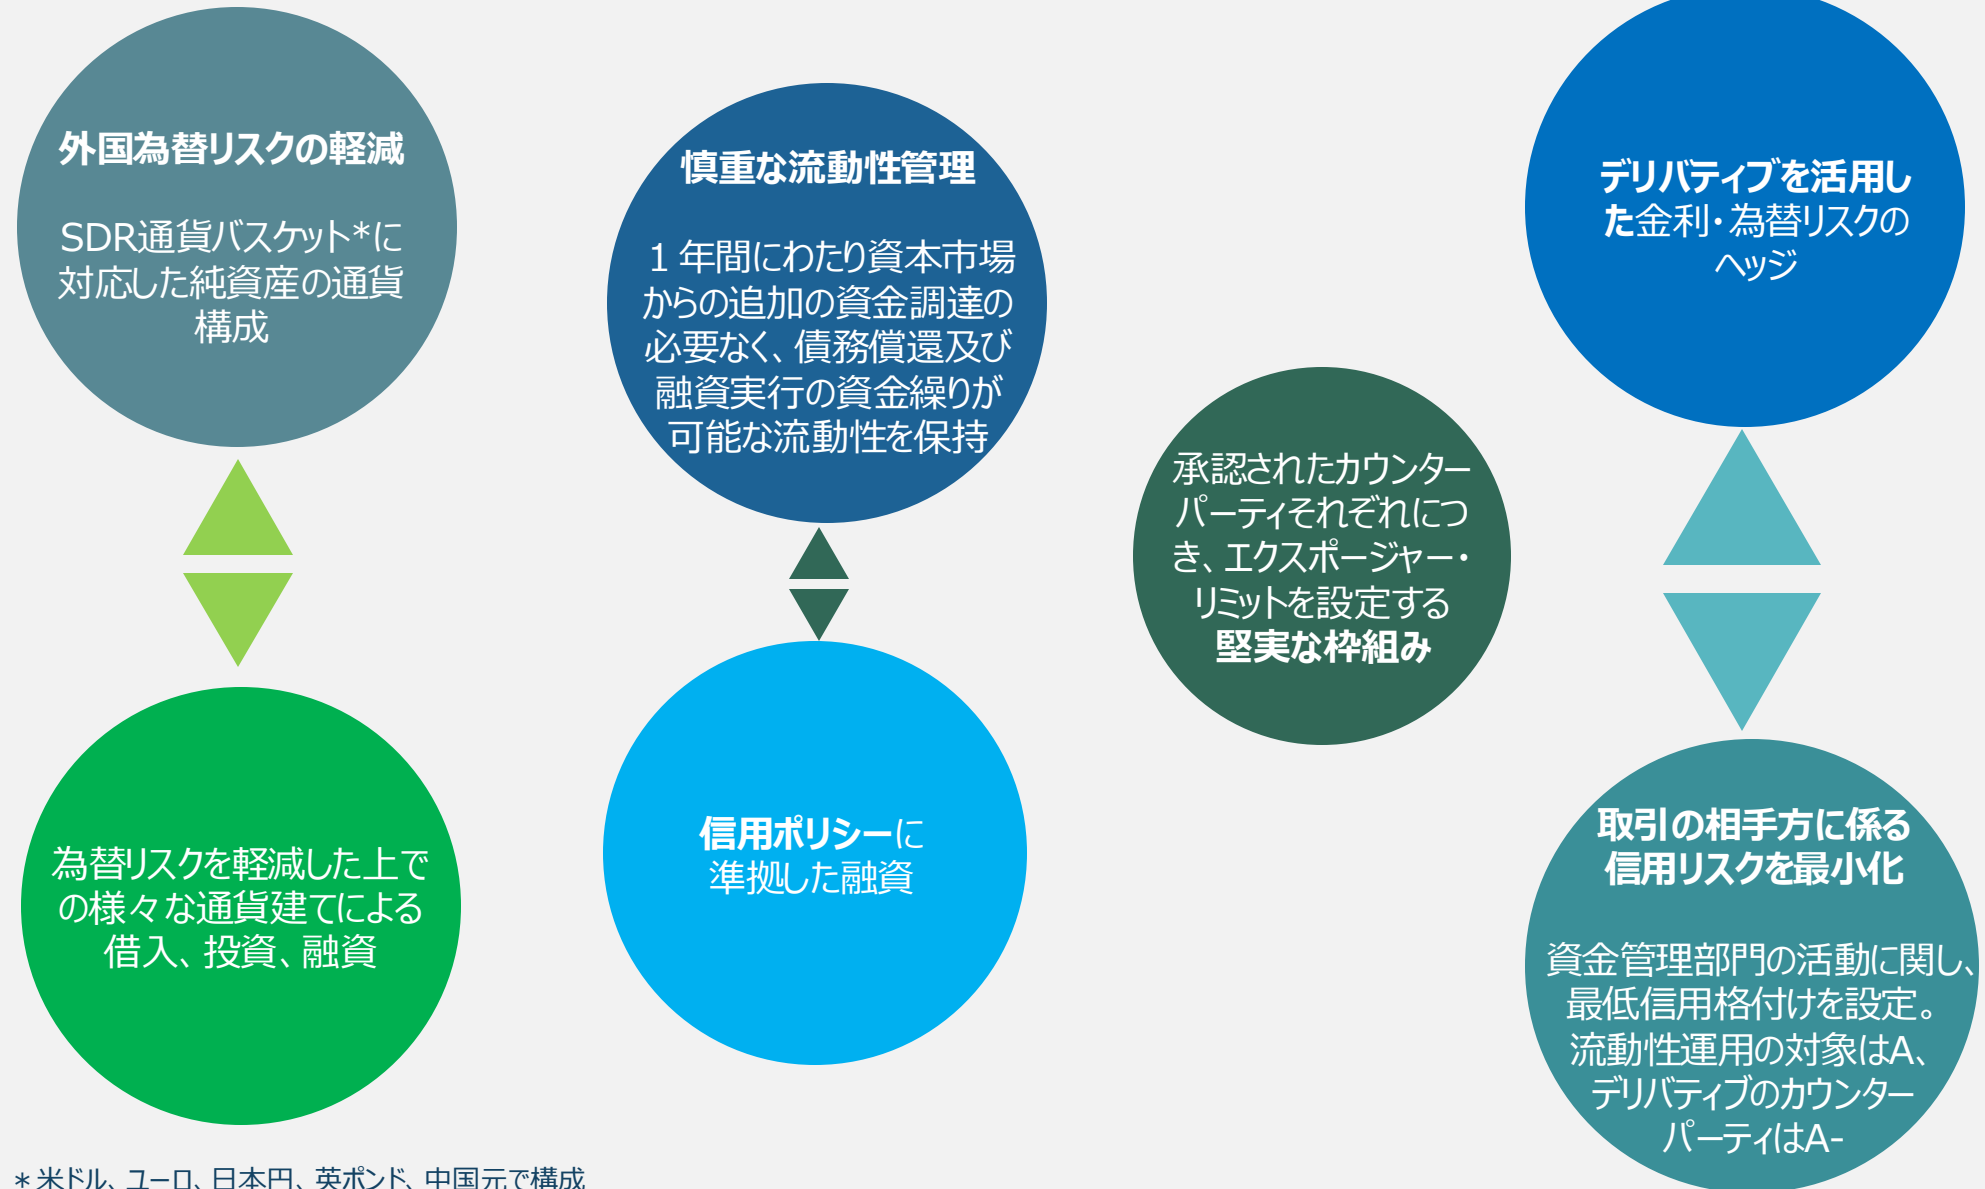 外国為替リスクの軽減
SDR通貨バスケット*に
対応した純資産の通貨
構成
為替リスクを軽減した上で
の様々な通貨建てによる
借入、投資、融資
慎重な流動性管理
１年間にわたり資本市場
からの追加の資金調達の
必要なく、債務償還及び
融資実行の資金繰りが
可能な流動性を保持
信用ポリシーに
準拠した融資
承認されたカウンター
パーティそれぞれにつ
き、エクスポージャー・
リミットを設定する
堅実な枠組み
デリバティブを活用し
た金利・為替リスクの
ヘッジ
取引の相手方に係る
信用リスクを最小化
資金管理部門の活動に関し、
最低信用格付けを設定。
流動性運用の対象はA、
デリバティブのカウンター
パーティはA-
＊米ドル、ユーロ、日本円、英ポンド、中国元で構成